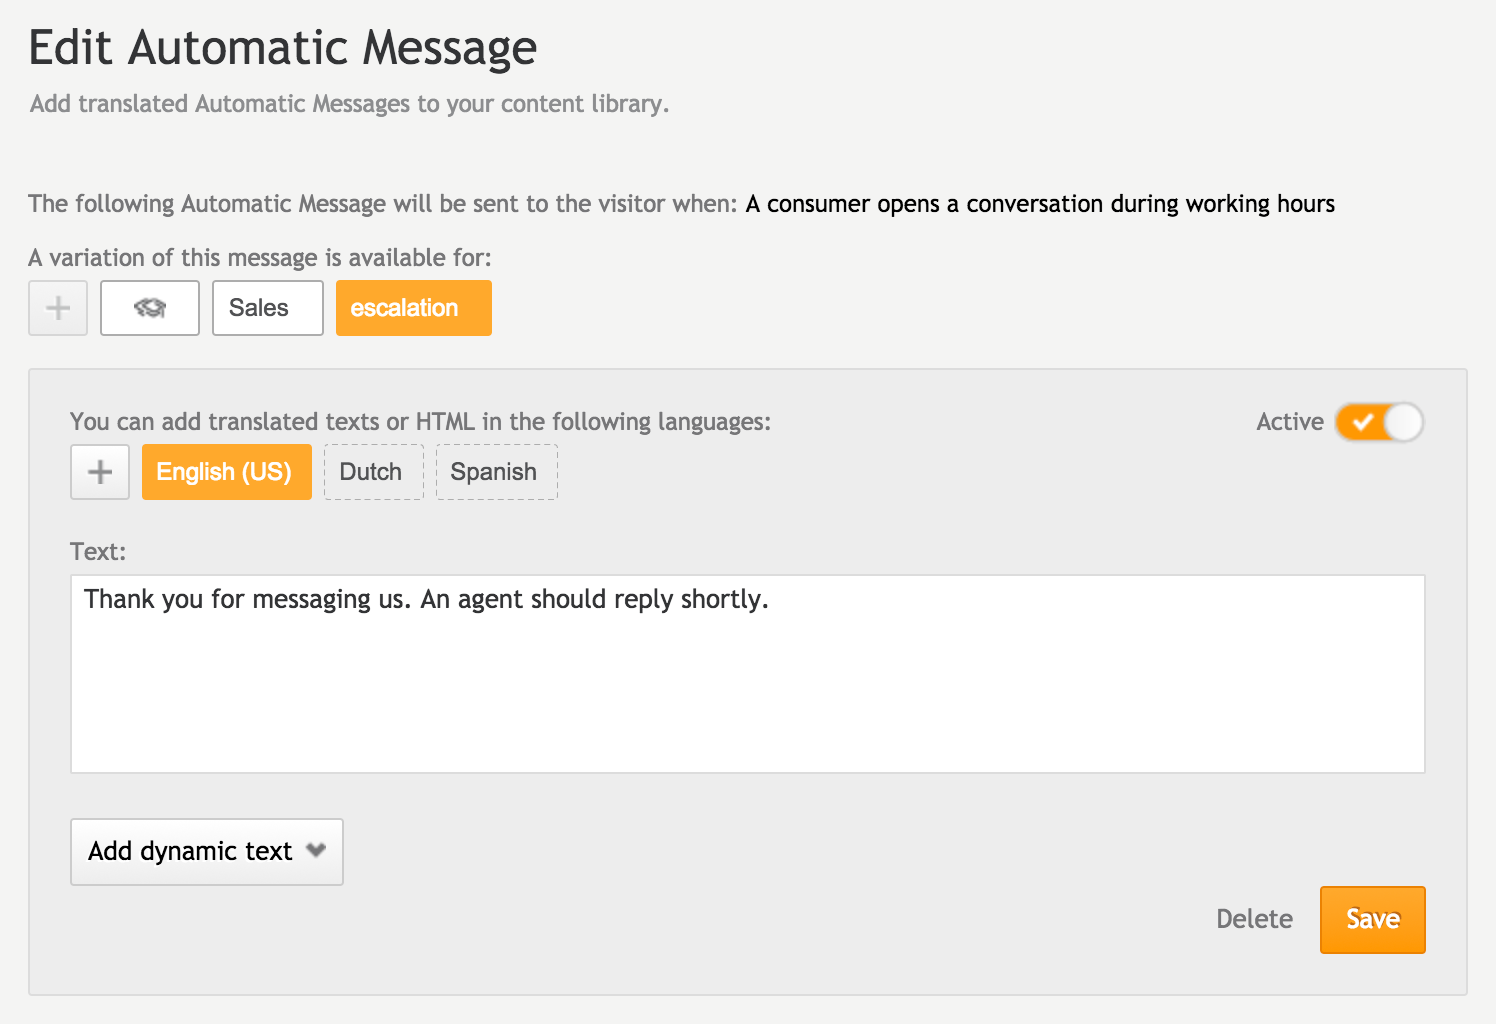 Edit Automatic Message
Add translated Automatic Messages to your content library.
The following Automatic Message will be sent to the visitor when: A consumer opens a conversation during working hours
A variation of this message is available for:
Sales escalation
You can add translated texts or HTML in the following languages: Active
English (US) Dutch Spanish
Text:
Thank you for messaging us. An agent should reply shortly.
Add dynamic text
Delete Save